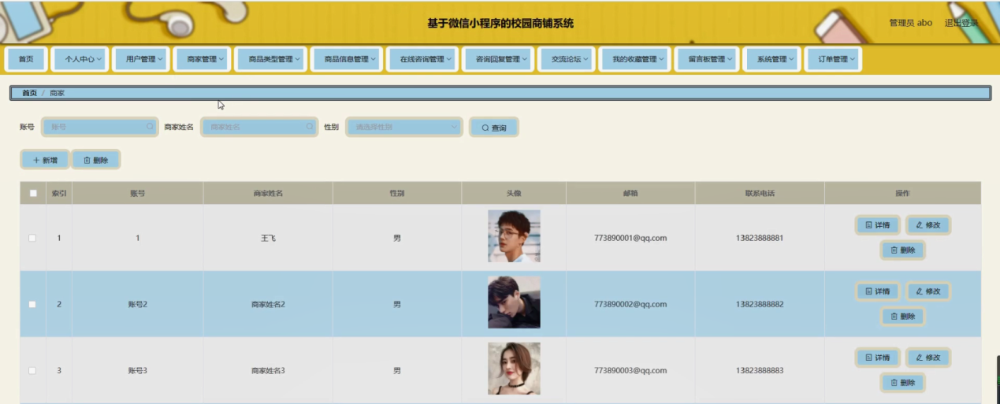 基于微信小程序的校园商铺系统
管理员 abo 退出登录
首页 个人中心 用户管理 商家管理 商品类型管理 商品信息管理 在线咨询管理 咨询回复管理 交流论坛 我的收藏管理 留言板管理 系统管理 订单管理
首页 / 商家
账号 账号 商家姓名 商家姓名 性别 请选择性别 查询
+ 新增 删除
索引 账号 商家姓名 性别 头像 邮箱 联系电话 操作
1 1 王飞 男 773890001@qq.com 13823888881 详情 修改
删除
2 账号2 商家姓名2 男 773890002@qq.com 13823888882 详情 修改
删除
3 账号3 商家姓名3 男 773890003@qq.com 13823888883 详情 修改
删除